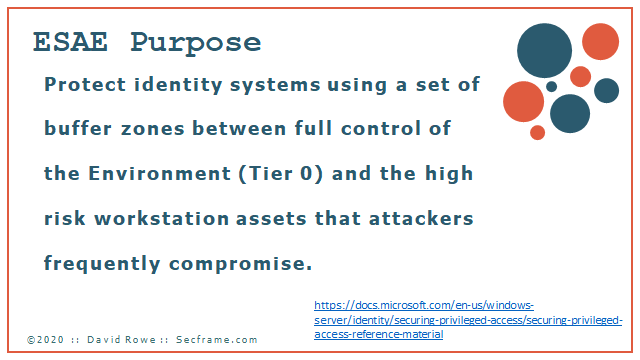 ESAE Purpose
Protect identity systems using a set of
buffer zones between full control of
the Environment (Tier 0) and the high
risk workstation assets that attackers
frequently compromise.
https://docs.microsoft.com/en-us/windows-
server/identity/securing-privileged-access/securing-privileged-
access-reference-material
©2020 :: David Rowe :: Secframe.com